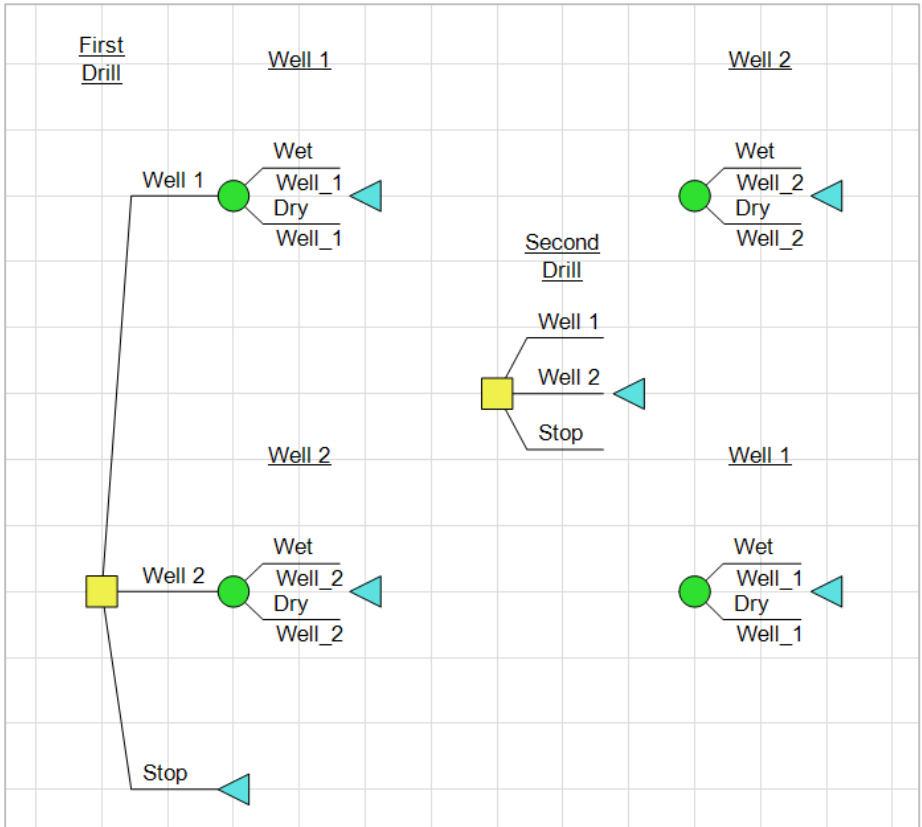 First
Drill
Well 1
Well 2
Well 1
Wet
Well_1
Dry
Well_1
Wet
Well_2
Dry
Well_2
Second
Drill
Well 1
Well 2
Stop
Well 2
Well 1
Well 2
Wet
Well_2
Dry
Well_2
Wet
Well_1
Dry
Well_1
Stop